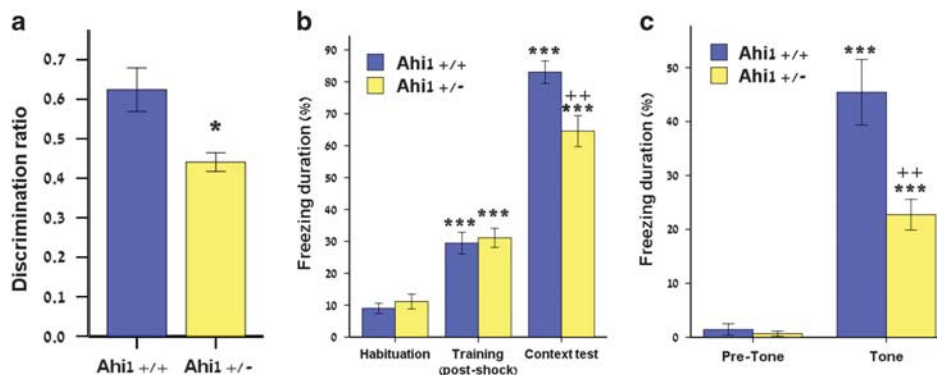 a
Discrimination ratio
0.7
0.6
0.5
0.4
0.3
0.2
0.1
0.0
*
Ahi1 +/+ Ahi1 +/-
b
Ahi1 +/+
Ahi1 +/-
Freezing duration (%)
90
80
70
60
50
40
30
20
10
0
*** ***
***
++
***
Habituation Training Context test
(post-shock)
c
Ahi1 +/+
Ahi1 +/-
Freezing duration (%)
50
40
30
20
10
0
***
++
***
Pre-Tone Tone